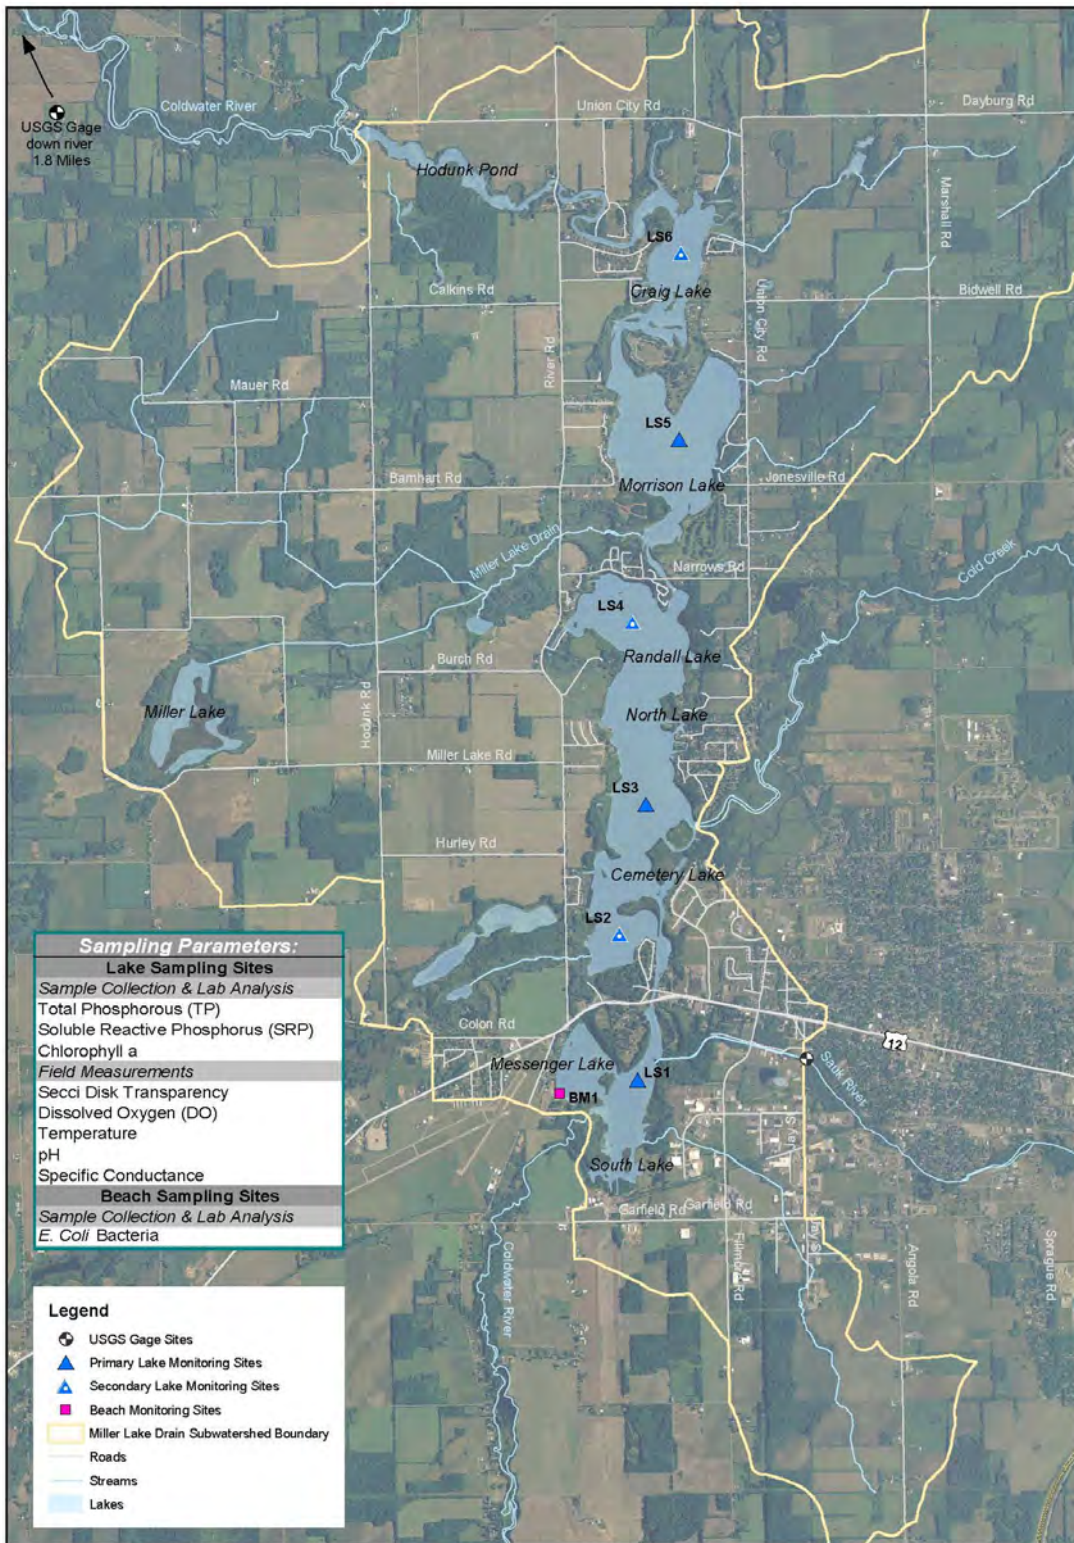 Coldwater River
USGS Gage
down river
1.8 Miles
Union City Rd
Dayburg Rd
Hodunk Pond
Marshall Rd
LS6
Calkins Rd
Craig Lake
Union City Rd
Bidwell Rd
River Rd
Mauer Rd
LS5
Barnhart Rd
Morrison Lake
Jonesville Rd
Miller Lake Drain
Narrows Rd
Cold Creek
LS4
Burch Rd
Randall Lake
Miller Lake
Hodunk Rd
North Lake
Miller Lake Rd
LS3
Hurley Rd
Cemetery Lake
LS2
Colon Rd
12
Messenger Lake
LS1
Sauk River
BM1
Jay S
South Lake
Garfield Rd
Garfield Rd
Jay S
Coldwater River
Fillmor Rd
Angola Rd
Sprague Rd
Sampling Parameters:
Lake Sampling Sites
Sample Collection & Lab Analysis
Total Phosphorous (TP)
Soluble Reactive Phosphorus (SRP)
Chlorophyll a
Field Measurements
Secci Disk Transparency
Dissolved Oxygen (DO)
Temperature
pH
Specific Conductance
Beach Sampling Sites
Sample Collection & Lab Analysis
E. Coli Bacteria
Legend
USGS Gage Sites
Primary Lake Monitoring Sites
Secondary Lake Monitoring Sites
Beach Monitoring Sites
Miller Lake Drain Subwatershed Boundary
Roads
Streams
Lakes